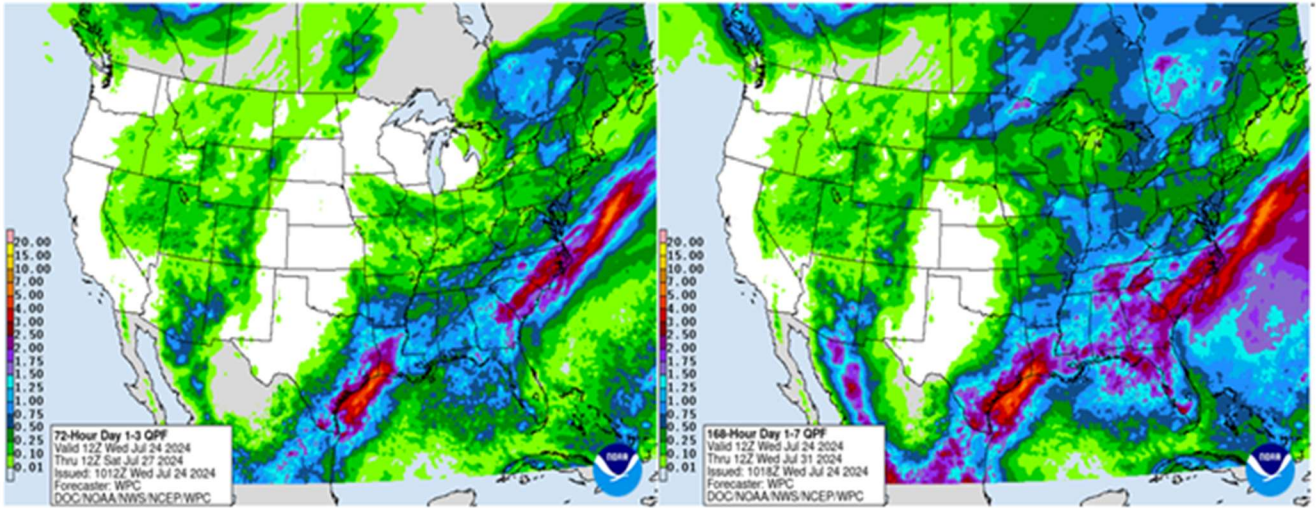 20.00
15.00
10.00
7.00
5.00
4.00
3.00
2.50
2.00
1.75
1.50
1.25
1.00
0.75
0.50
0.25
0.10
0.01
72-Hour Day 1-3 QPF
Valid 12Z Wed Jul 24 2024
Thru 12Z Sat Jul 27 2024
Issued: 1012Z Wed Jul 24 2024
Forecaster: WPC
DOC/NOAA/NWS/NCEP/WPC
NOAA
20.00
15.00
10.00
7.00
5.00
4.00
3.00
2.50
2.00
1.75
1.50
1.25
1.00
0.75
0.50
0.25
0.10
0.01
168-Hour Day 1-7 QPF
Valid 12Z Wed Jul 24 2024
Thru 12Z Wed Jul 31 2024
Issued: 1018Z Wed Jul 24 2024
Forecaster: WPC
DOC/NOAA/NWS/NCEP/WPC
NOAA